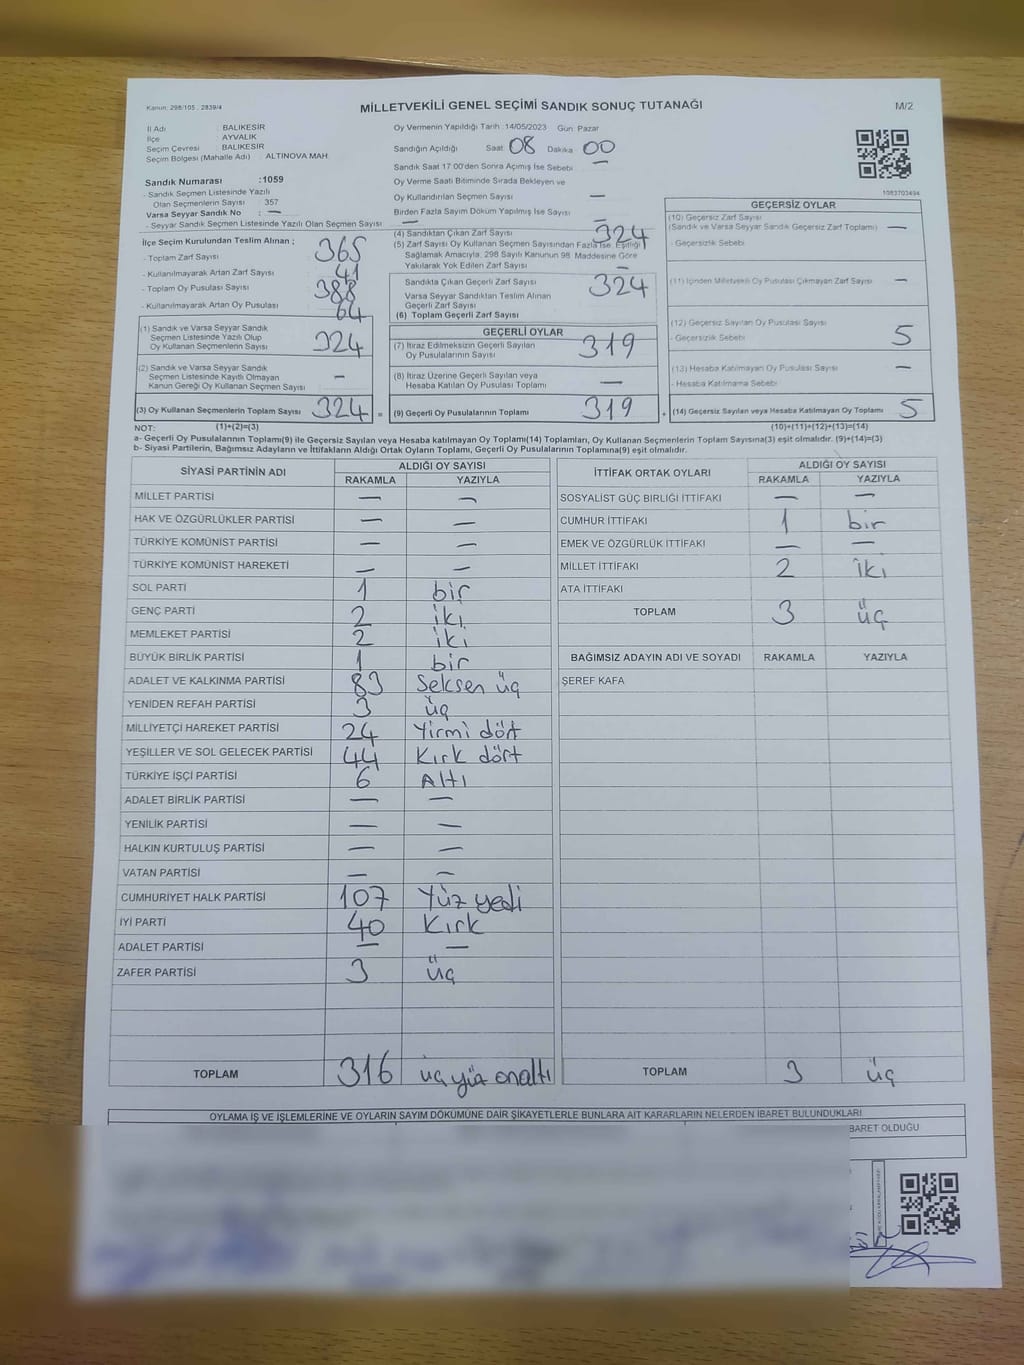 Kanun: 298/105 . 2839/4
MİLLETVEKİLİ GENEL SEÇİMİ SANDIK SONUÇ TUTANAĞI
M/2
İl Adı : BALIKESİR
İlçe : AYVALIK
Seçim Çevresi : BALIKESİR
Seçim Bölgesi (Mahalle Adı) : ALTINOVA MAH.
Oy Vermenin Yapıldığı Tarih :14/05/2023 Gün Pazar
Sandığın Açıldığı Saat 08 Dakika 00
Sandık Saat 17:00'den Sonra Açımış İse Sebebi —
Oy Verme Saati Bitiminde Sırada Bekleyen ve
Oy Kullandırılan Seçmen Sayısı —
Birden Fazla Sayım Döküm Yapılmış İse Sayısı —
Sandık Numarası :1059
- Sandık Seçmen Listesinde Yazılı
Olan Seçmenlerin Sayısı : 357
Varsa Seyyar Sandık No : —
- Seyyar Sandık Seçmen Listesinde Yazılı Olan Seçmen Sayısı —
İlçe Seçim Kurulundan Teslim Alınan ;
- Toplam Zarf Sayısı 365
- Kullanılmayarak Artan Zarf Sayısı 41
- Toplam Oy Pusulası Sayısı 388
- Kullanılmayarak Artan Oy Pusulası 64
(1) Sandık ve Varsa Seyyar Sandık
Seçmen Listesinde Yazılı Olup
Oy Kullanan Seçmenlerin Sayısı 324
(2) Sandık ve Varsa Seyyar Sandık
Seçmen Listesinde Kayıtlı Olmayan
Kanun Gereği Oy Kullanan Seçmen Sayısı —
(3) Oy Kullanan Seçmenlerin Toplam Sayısı 324 =
(1)+(2)=(3)
(4) Sandıktan Çıkan Zarf Sayısı 324
(5) Zarf Sayısı Oy Kullanan Seçmen Sayısından Fazla İse, Eşitliği
Sağlamak Amacıyla, 298 Sayılı Kanunun 98. Maddesine Göre
Yakılarak Yok Edilen Zarf Sayısı —
Sandıkta Çıkan Geçerli Zarf Sayısı 324
Varsa Seyyar Sandıktan Teslim Alınan
Geçerli Zarf Sayısı
(6) Toplam Geçerli Zarf Sayısı
GEÇERLİ OYLAR
(7) İtiraz Edilmeksizin Geçerli Sayılan
Oy Pusulalarının Sayısı 319
(8) İtiraz Üzerine Geçerli Sayılan veya
Hesaba Katılan Oy Pusulası Toplamı —
(9) Geçerli Oy Pusulalarının Toplamı 319 +
1083703494
GEÇERSİZ OYLAR
(10) Geçersiz Zarf Sayısı
(Sandık ve Varsa Seyyar Sandık Geçersiz Zarf Toplamı) —
- Geçersizlik Sebebi
(11) İçinden Milletvekili Oy Pusulası Çıkmayan Zarf Sayısı —
(12) Geçersiz Sayılan Oy Pusulası Sayısı 5
- Geçersizlik Sebebi
(13) Hesaba Katılmayan Oy Pusulası Sayısı —
- Hesaba Katılmama Sebebi
(14) Geçersiz Sayılan veya Hesaba Katılmayan Oy Toplamı 5
(10)+(11)+(12)+(13)=(14)
NOT:
a- Geçerli Oy Pusulalarının Toplamı(9) ile Geçersiz Sayılan veya Hesaba katılmayan Oy Toplamı(14) Toplamları, Oy Kullanan Seçmenlerin Toplam Sayısına(3) eşit olmalıdır. (9)+(14)=(3)
b- Siyasi Partilerin, Bağımsız Adayların ve İttifakların Aldığı Ortak Oyların Toplamı, Geçerli Oy Pusulalarının Toplamına(9) eşit olmalıdır.
SİYASİ PARTİNİN ADI ALDIĞI OY SAYISI
RAKAMLA YAZIYLA
MİLLET PARTİSİ — —
HAK VE ÖZGÜRLÜKLER PARTİSİ — —
TÜRKİYE KOMÜNİST PARTİSİ — —
TÜRKİYE KOMÜNİST HAREKETİ — —
SOL PARTİ 1 bir
GENÇ PARTİ 2 iki
MEMLEKET PARTİSİ 2 iki
BÜYÜK BİRLİK PARTİSİ 1 bir
ADALET VE KALKINMA PARTİSİ 83 Seksen üç
YENİDEN REFAH PARTİSİ 3 üç
MİLLİYETÇİ HAREKET PARTİSİ 24 Yirmi dört
YEŞİLLER VE SOL GELECEK PARTİSİ 44 Kırk dört
TÜRKİYE İŞÇİ PARTİSİ 6 Altı
ADALET BİRLİK PARTİSİ — —
YENİLİK PARTİSİ — —
HALKIN KURTULUŞ PARTİSİ — —
VATAN PARTİSİ — —
CUMHURİYET HALK PARTİSİ 107 Yüz yedi
İYİ PARTİ 40 Kırk
ADALET PARTİSİ — —
ZAFER PARTİSİ 3 üç
TOPLAM 316 üç yüz onaltı
İTTİFAK ORTAK OYLARI ALDIĞI OY SAYISI
RAKAMLA YAZIYLA
SOSYALİST GÜÇ BİRLİĞİ İTTİFAKI — —
CUMHUR İTTİFAKI 1 bir
EMEK VE ÖZGÜRLÜK İTTİFAKI — —
MİLLET İTTİFAKI 2 iki
ATA İTTİFAKI
TOPLAM 3 üç
BAĞIMSIZ ADAYIN ADI VE SOYADI RAKAMLA YAZIYLA
ŞEREF KAFA
TOPLAM 3 üç
OYLAMA İŞ VE İŞLEMLERİNE VE OYLARIN SAYIM DÖKÜMÜNE DAİR ŞİKAYETLERLE BUNLARA AİT KARARLARIN NELERDEN İBARET BULUNDUKLARI
BARET OLDUĞU